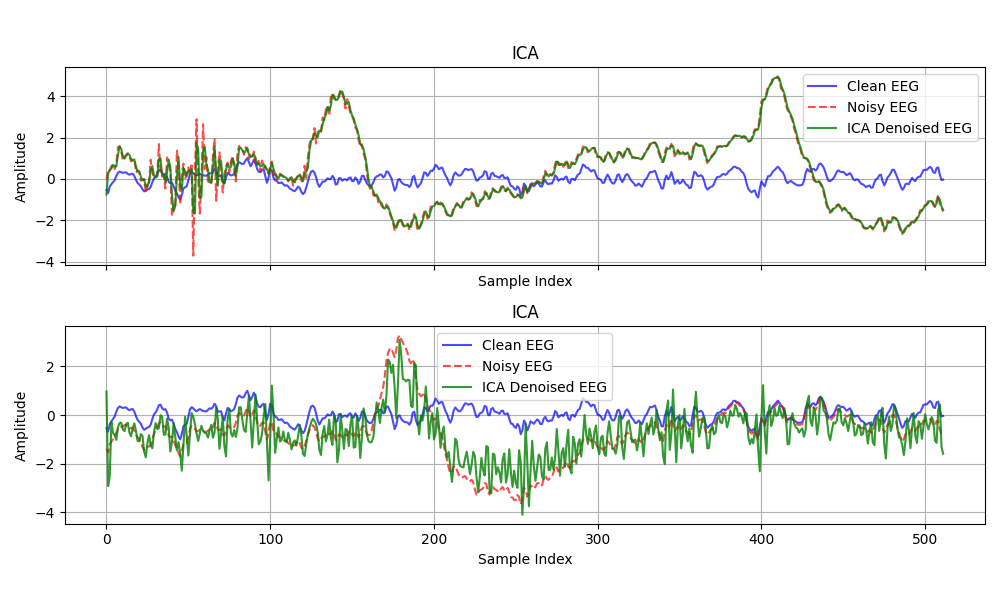 ICA
Amplitude
4
2
0
−2
−4
Clean EEG
Noisy EEG
ICA Denoised EEG
Sample Index
ICA
Amplitude
2
0
−2
−4
Clean EEG
Noisy EEG
ICA Denoised EEG
0 100 200 300 400 500
Sample Index